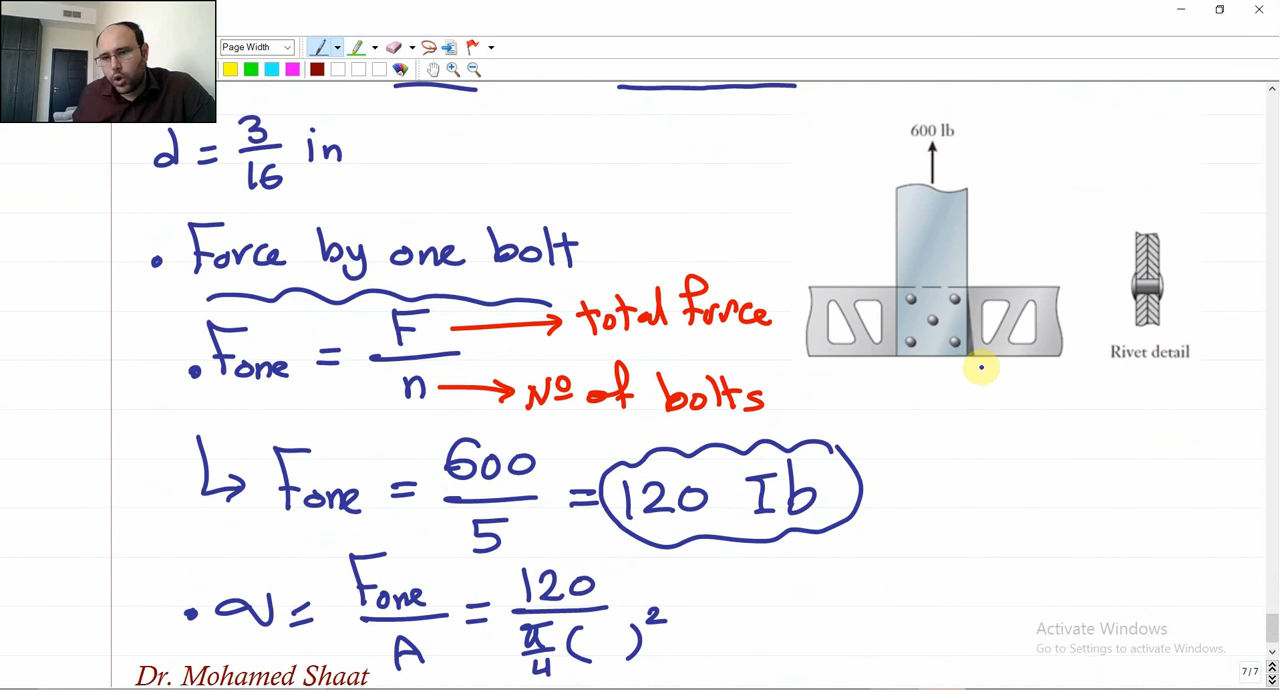 Page Width
d = 3/16 in
600 lb
• Force by one bolt
• Fone = F/n
→ total force
→ Nº of bolts
Rivet detail
↳ Fone = 600/5 = 120 Ib
• τ = Fone/A = 120/(π/4 ( )²)
Activate Windows
Go to Settings to activate Windows.
7/7
Dr. Mohamed Shaat